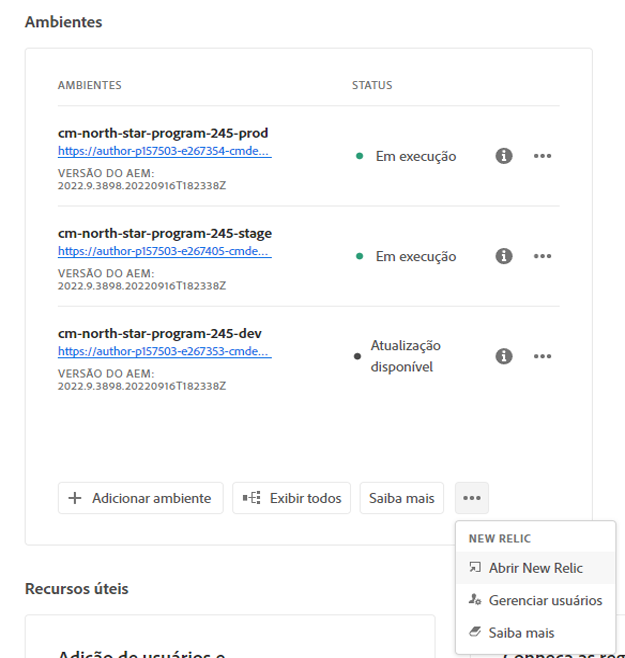 Ambientes
AMBIENTES STATUS
cm-north-star-program-245-prod
https://author-p157503-e267354-cmde...
VERSÃO DO AEM:
2022.9.3898.20220916T182338Z
Em execução
cm-north-star-program-245-stage
https://author-p157503-e267405-cmde...
VERSÃO DO AEM:
2022.9.3898.20220916T182338Z
Em execução
cm-north-star-program-245-dev
https://author-p157503-e267353-cmde...
VERSÃO DO AEM:
2022.9.3898.20220916T182338Z
Atualização
disponível
Adicionar ambiente Exibir todos Saiba mais
NEW RELIC
Abrir New Relic
Gerenciar usuários
Saiba mais
Recursos úteis
Adição de usuários e
Conheça as reg